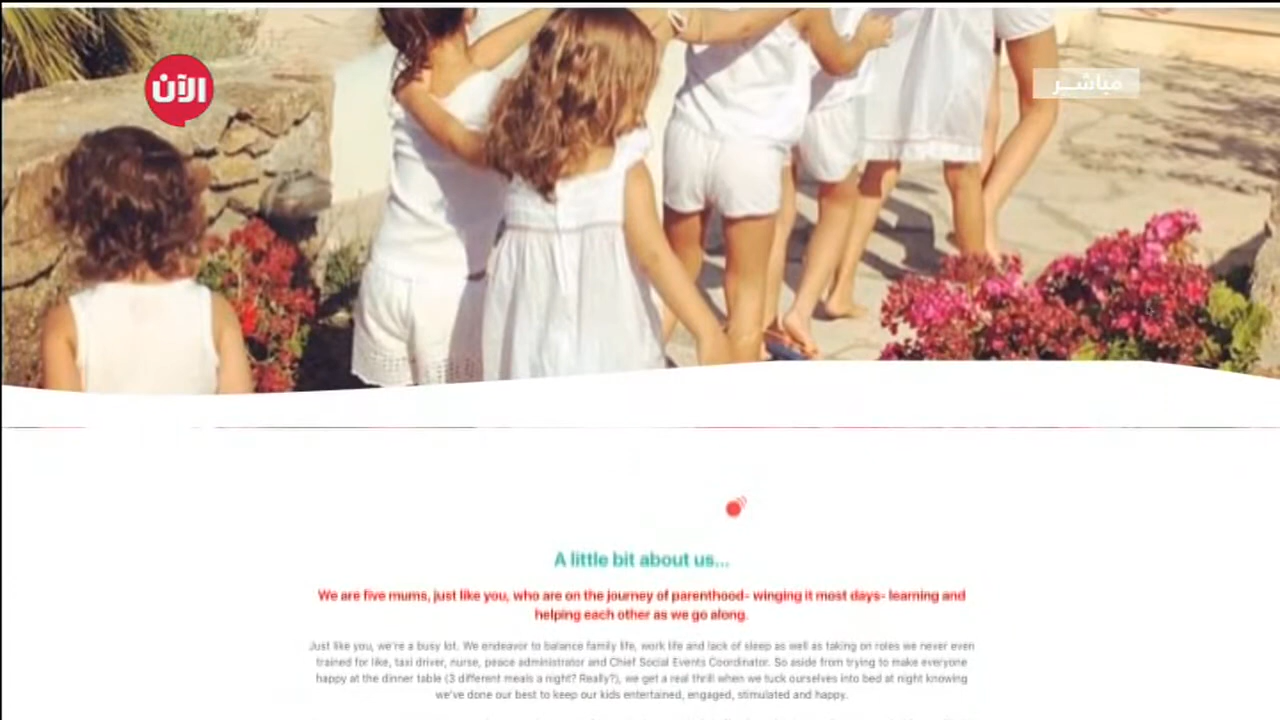 الآن
مباشر
A little bit about us...
We are five mums, just like you, who are on the journey of parenthood- winging it most days- learning and
helping each other as we go along.
Just like you, we're a busy lot. We endeavor to balance family life, work life and lack of sleep as well as taking on roles we never even
trained for like, taxi driver, nurse, peace administrator and Chief Social Events Coordinator. So aside from trying to make everyone
happy at the dinner table (3 different meals a night? Really?), we get a real thrill when we tuck ourselves into bed at night knowing
we've done our best to keep our kids entertained, engaged, stimulated and happy.